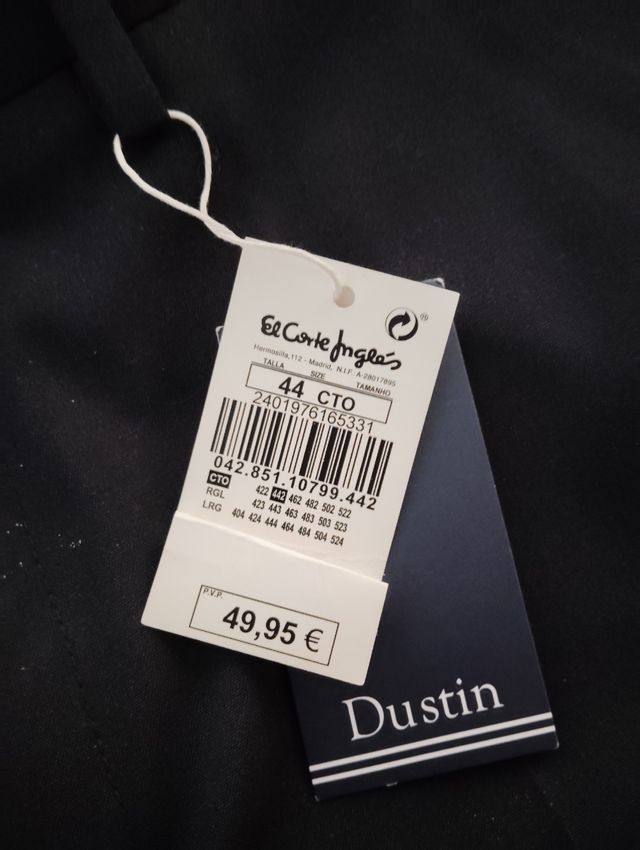 El Corte Inglés
®
Hermosilla, 112 - Madrid, N.I.F. A-28017895
TALLA SIZE TAMANHO
44 CTO
2401976165331
042.851.10799.442
CTO 422 442 462 482 502 522
RGL 423 443 463 483 503 523
LRG 404 424 444 464 484 504 524
P.V.P.
49,95 €
Dustin